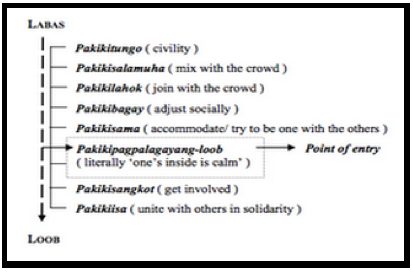 LABAS
Pakikitungo ( civility )
Pakikisalamuha ( mix with the crowd )
Pakikilahok ( join with the crowd )
Pakikibagay ( adjust socially )
Pakikisama ( accommodate/ try to be one with the others )
Pakikipagpalagayang-loob Point of entry
( literally ‘one’s inside is calm’ )
Pakikisangkot ( get involved )
Pakikiisa ( unite with others in solidarity )
LOOB